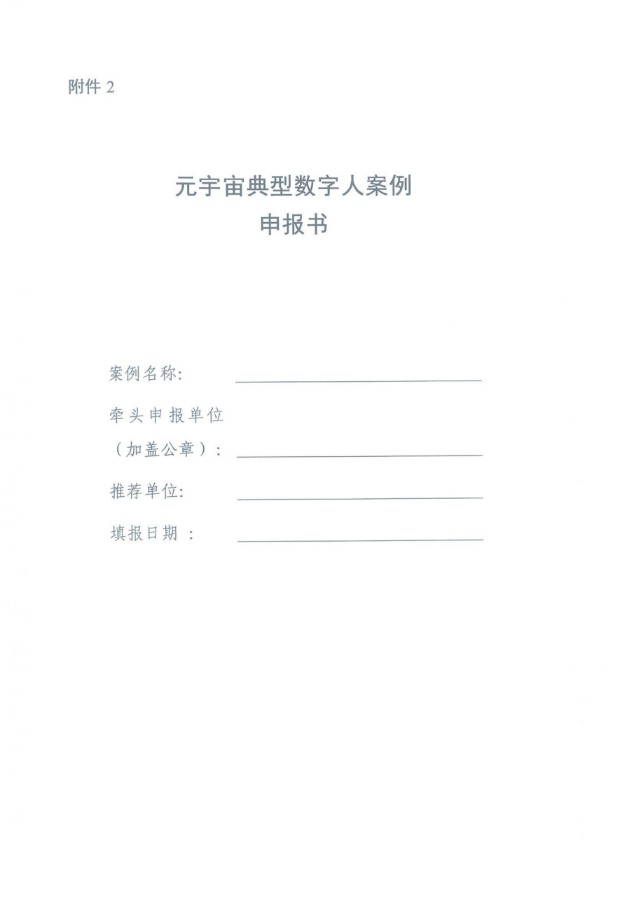 附件 2
元宇宙典型数字人案例
申报书
案例名称:
牵头申报单位
（加盖公章）:
推荐单位:
填报日期 :